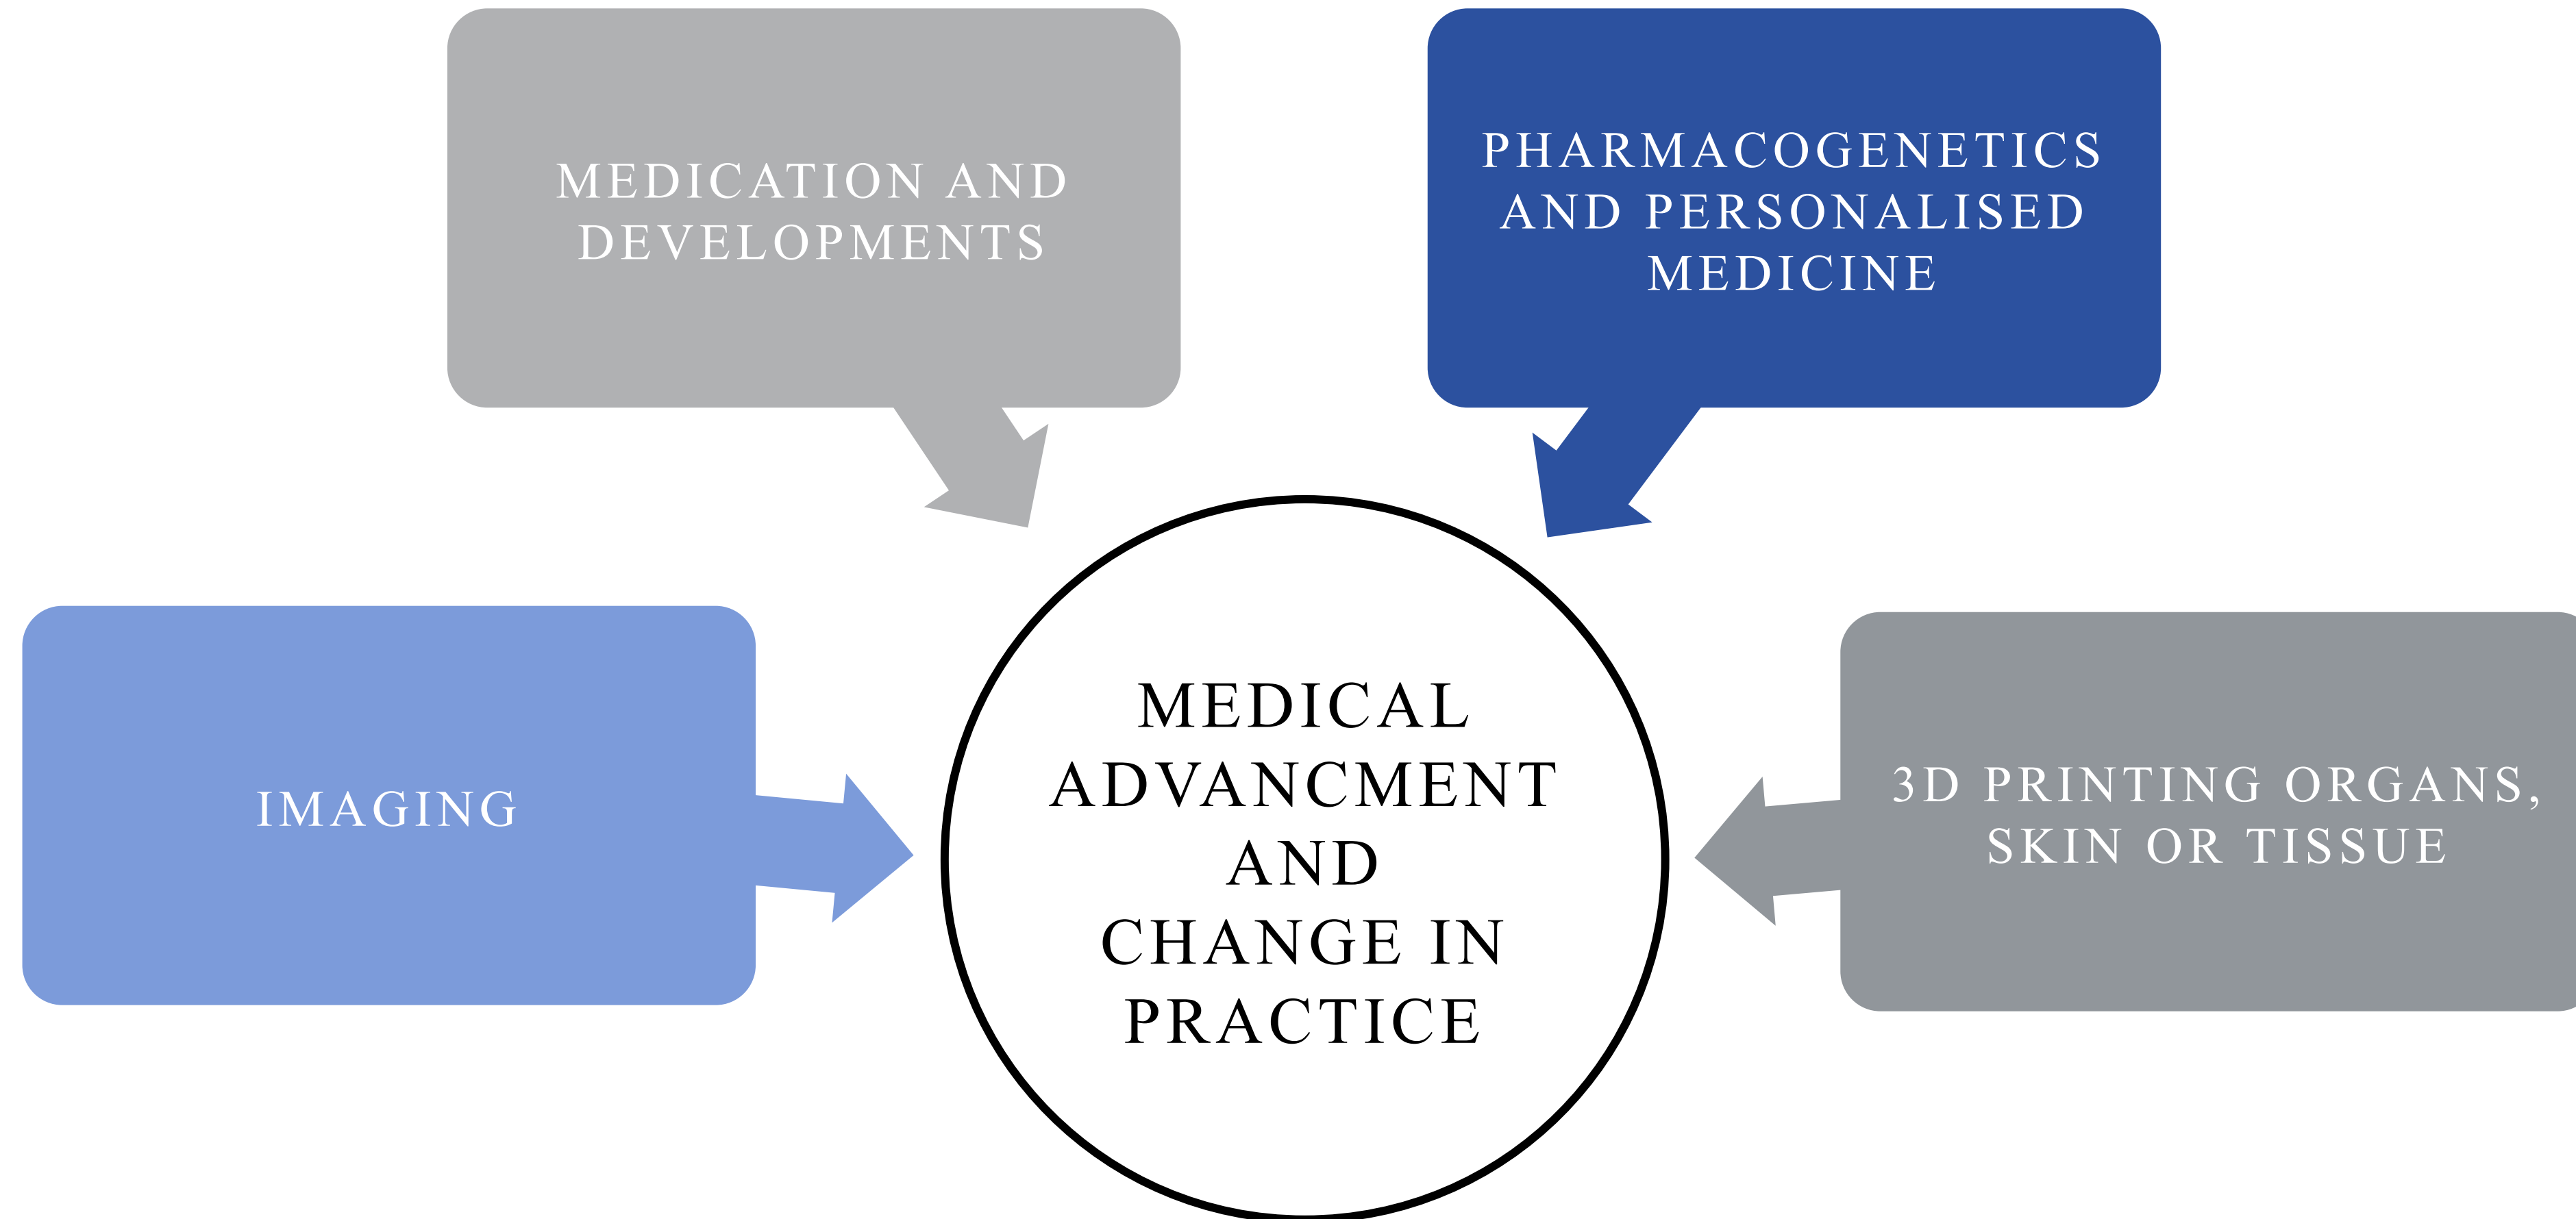 MEDICATION AND
DEVELOPMENTS
PHARMACOGENETICS
AND PERSONALISED
MEDICINE
IMAGING
MEDICAL
ADVANCMENT
AND
CHANGE IN
PRACTICE
3D PRINTING ORGANS,
SKIN OR TISSUE